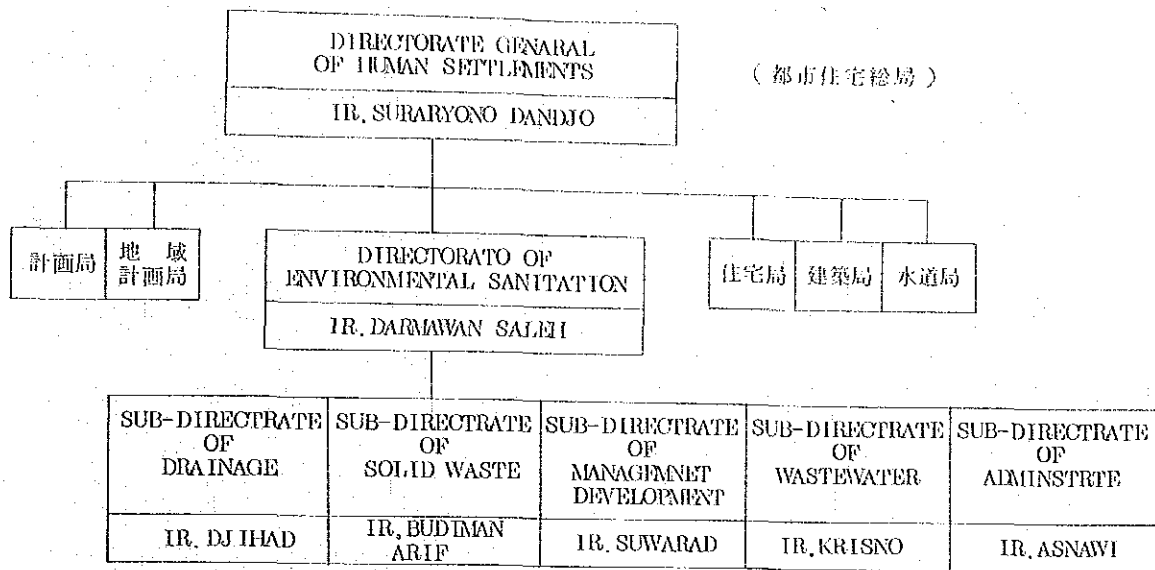 DIRECTORATE GENARAL
OF HUMAN SETTLEMENTS
(都市住宅総局)
IR. SURARYONO DANDJO
計画局
地域
計画局
DIRECTORATO OF
ENVIRONMENTAL SANITATION
IR. DARMAWAN SALEH
住宅局
建築局
水道局
SUB-DIRECTRATE
OF
DRAINAGE
IR. DJIHAD
SUB-DIRECTRATE
OF
SOLID WASTE
IR. BUDIMAN
ARIF
SUB-DIRECTRATE
OF
MANAGEMNET
DEVELOPMENT
IR. SUWARAD
SUB-DIRECTRATE
OF
WASTEWATER
IR. KRISNO
SUB-DIRECTRATE
OF
ADMINSTRTE
IR. ASNAWI